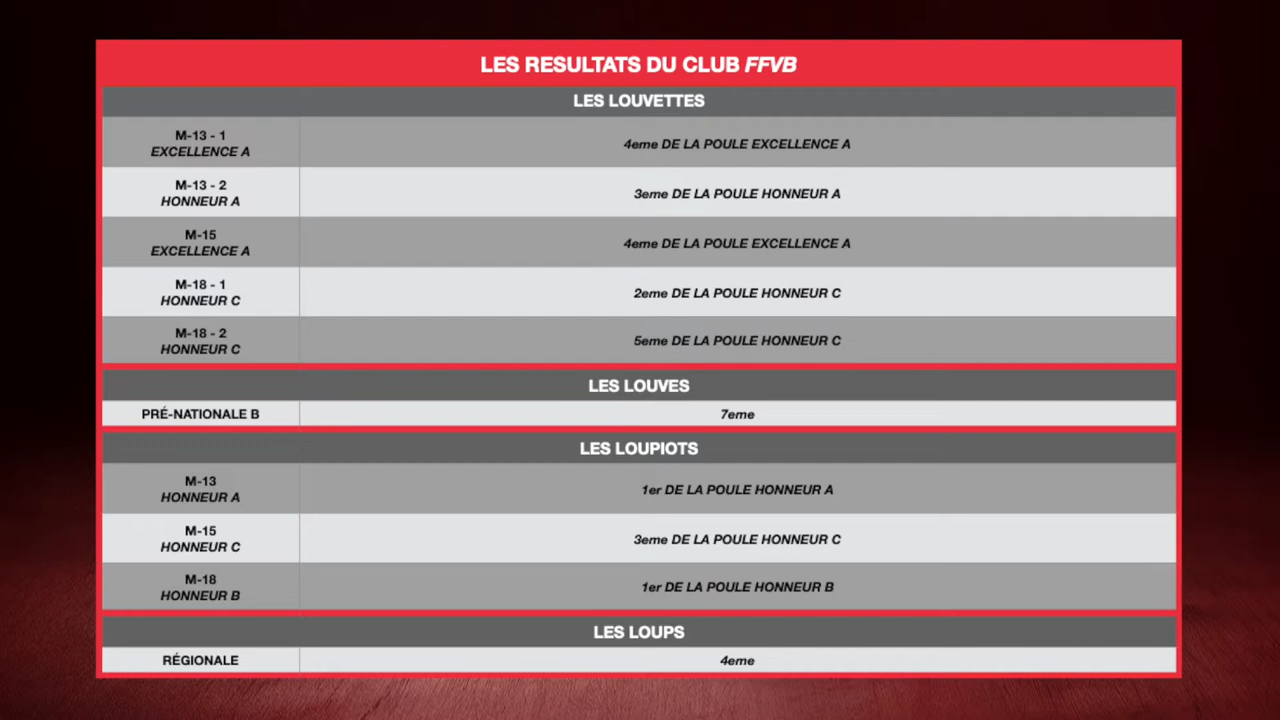 LES RESULTATS DU CLUB FFVB
LES LOUVETTES
M-13 - 1
EXCELLENCE A
4eme DE LA POULE EXCELLENCE A
M-13 - 2
HONNEUR A
3eme DE LA POULE HONNEUR A
M-15
EXCELLENCE A
4eme DE LA POULE EXCELLENCE A
M-18 - 1
HONNEUR C
2eme DE LA POULE HONNEUR C
M-18 - 2
HONNEUR C
5eme DE LA POULE HONNEUR C
LES LOUVES
PRÉ-NATIONALE B
7eme
LES LOUPIOTS
M-13
HONNEUR A
1er DE LA POULE HONNEUR A
M-15
HONNEUR C
3eme DE LA POULE HONNEUR C
M-18
HONNEUR B
1er DE LA POULE HONNEUR B
LES LOUPS
RÉGIONALE
4eme